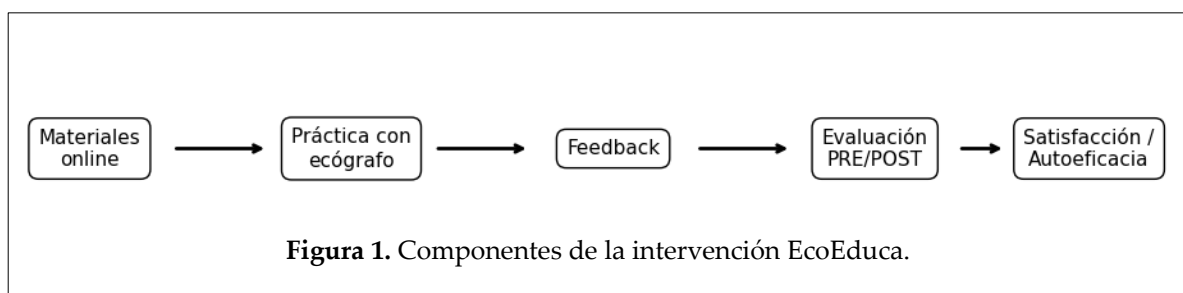 Materiales
online
Práctica con
ecógrafo
Feedback
Evaluación
PRE/POST
Satisfacción /
Autoeficacia
Figura 1. Componentes de la intervención EcoEduca.